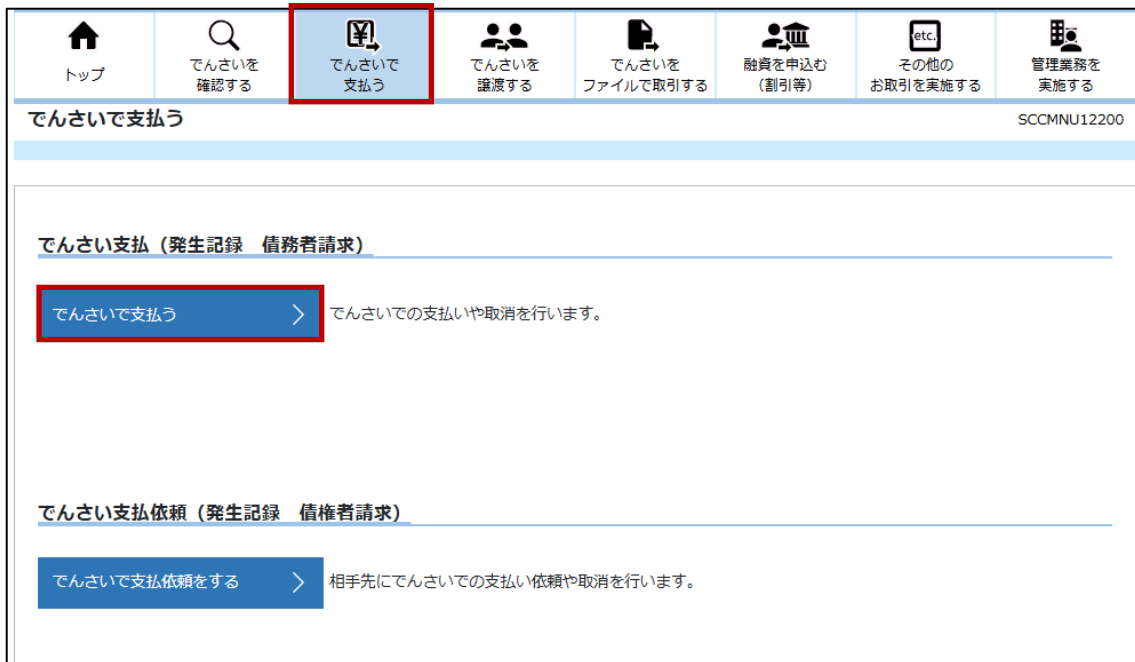 トップ
でんさいを
確認する
でんさいで
支払う
でんさいを
譲渡する
でんさいを
ファイルで取引する
融資を申込む
(割引等)
etc.
その他の
お取引を実施する
管理業務を
実施する
でんさいで支払う
SCCMNU12200
でんさい支払(発生記録　債務者請求)
でんさいで支払う
でんさいでの支払いや取消を行います。
でんさい支払依頼(発生記録　債権者請求)
でんさいで支払依頼をする
相手先にでんさいでの支払い依頼や取消を行います。